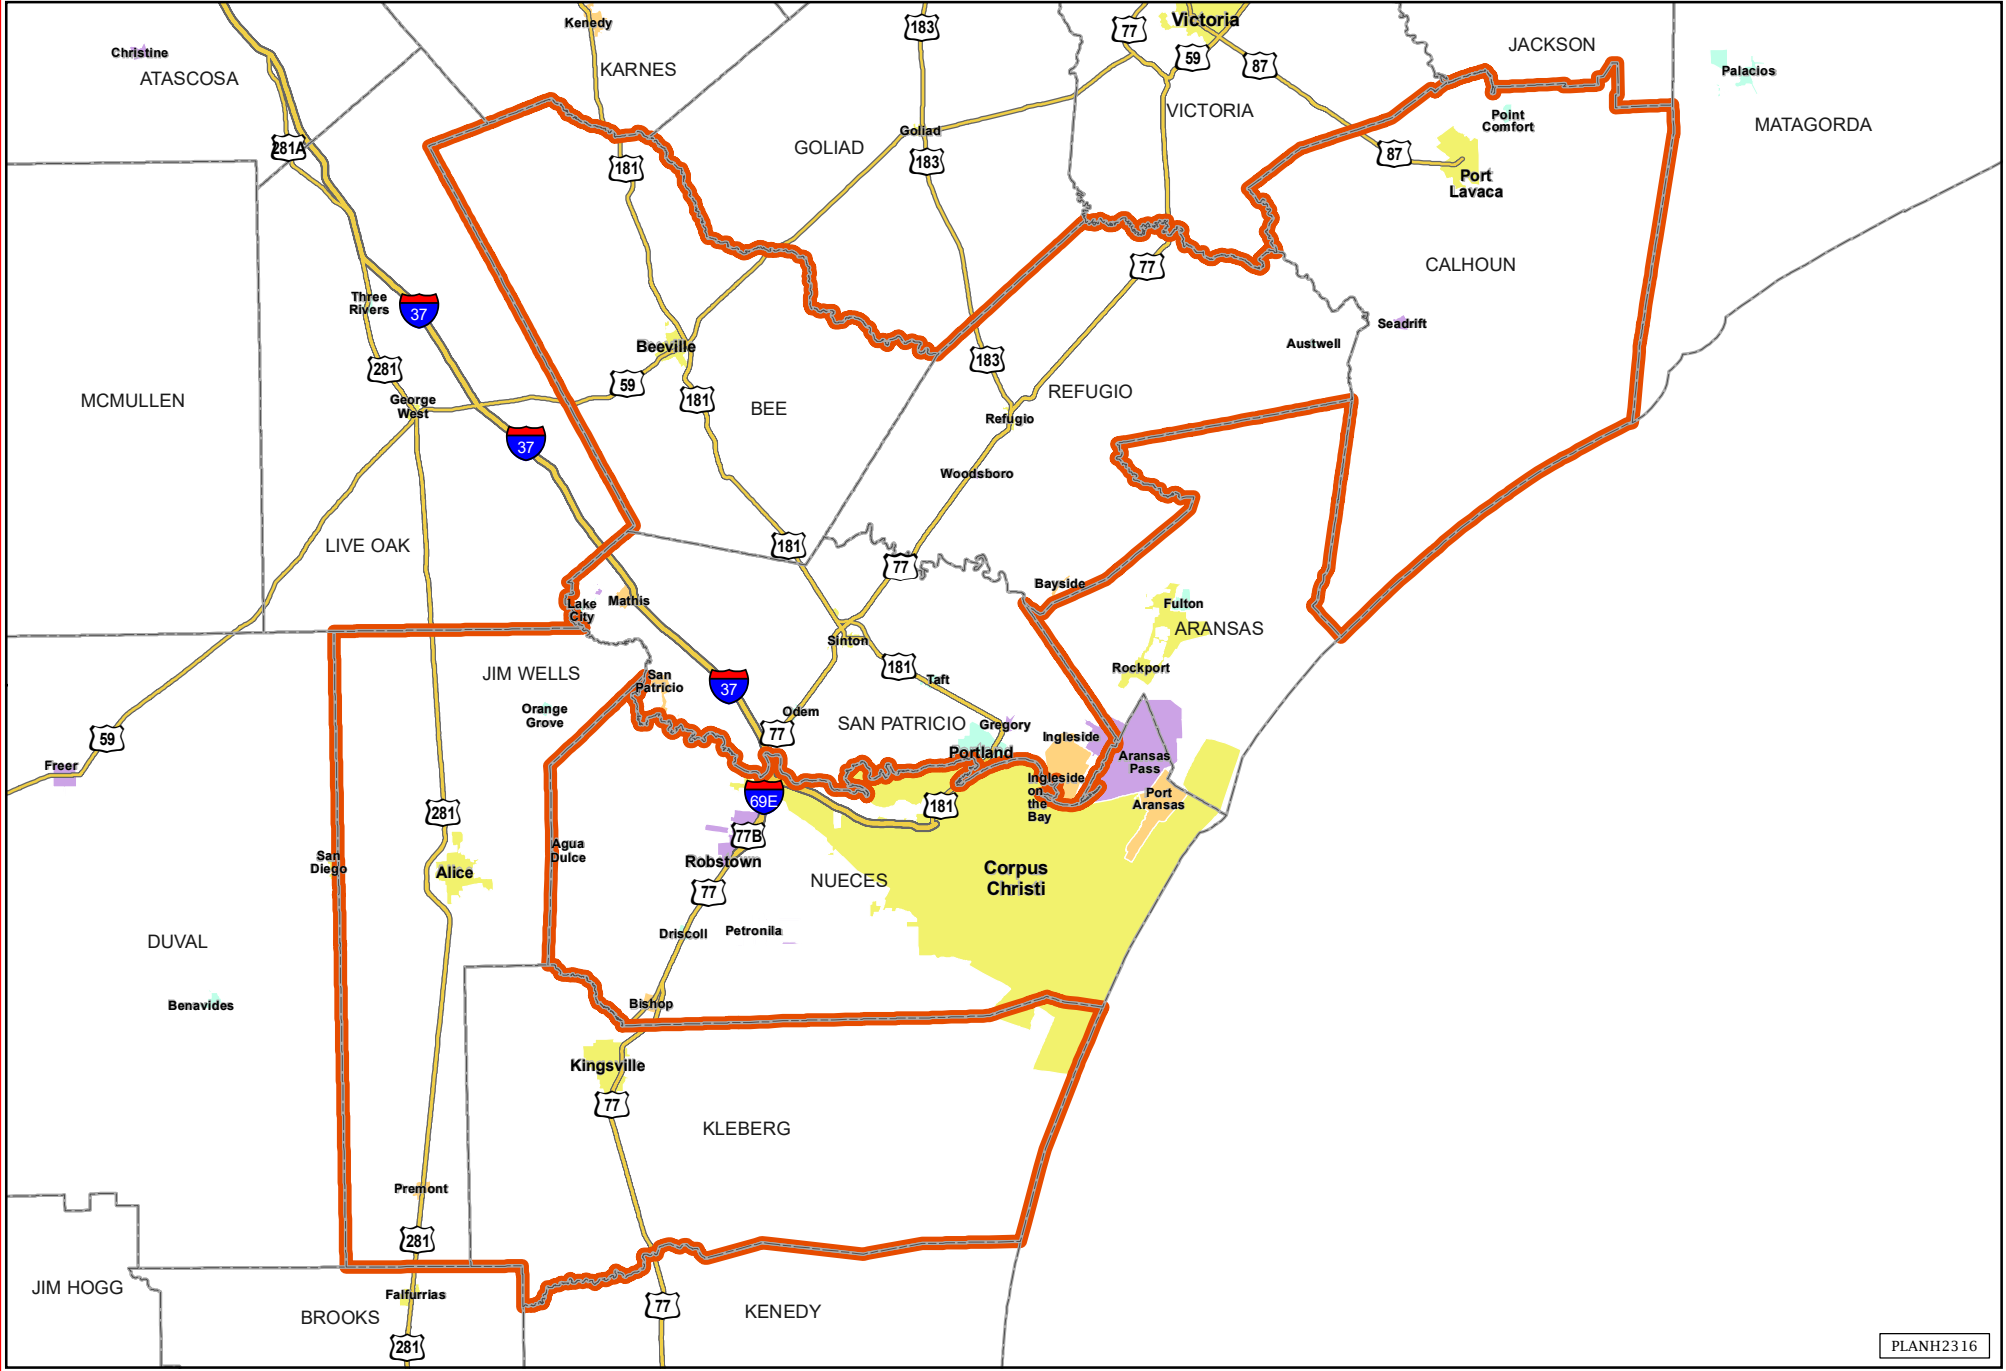 Kenedy
183
77
Victoria
JACKSON
Christine
ATASCOSA
KARNES
59
87
Palacios
VICTORIA
Point
Comfort
MATAGORDA
281A
GOLIAD
Goliad
181
183
87
Port
Lavaca
77
CALHOUN
Three
Rivers
37
Seadrift
Beeville
Austwell
281
59
183
MCMULLEN
George
West
181
BEE
REFUGIO
Refugio
37
Woodsboro
LIVE OAK
181
77
Bayside
Lake
City
Mathis
Fulton
ARANSAS
Sinton
JIM WELLS
San
Patricio
37
181
Taft
Rockport
Orange
Grove
Odem
SAN PATRICIO
Gregory
59
77
Portland
Ingleside
Freer
Aransas
Pass
Ingleside
on
the
Bay
69E
181
Port
Aransas
281
77B
San
Diego
Alice
Agua
Dulce
Robstown
NUECES
Corpus
Christi
77
Driscoll
Petronila
DUVAL
Benavides
Bishop
Kingsville
77
KLEBERG
Premont
281
JIM HOGG
Falfurrias
BROOKS
77
KENEDY
281
PLANH2316